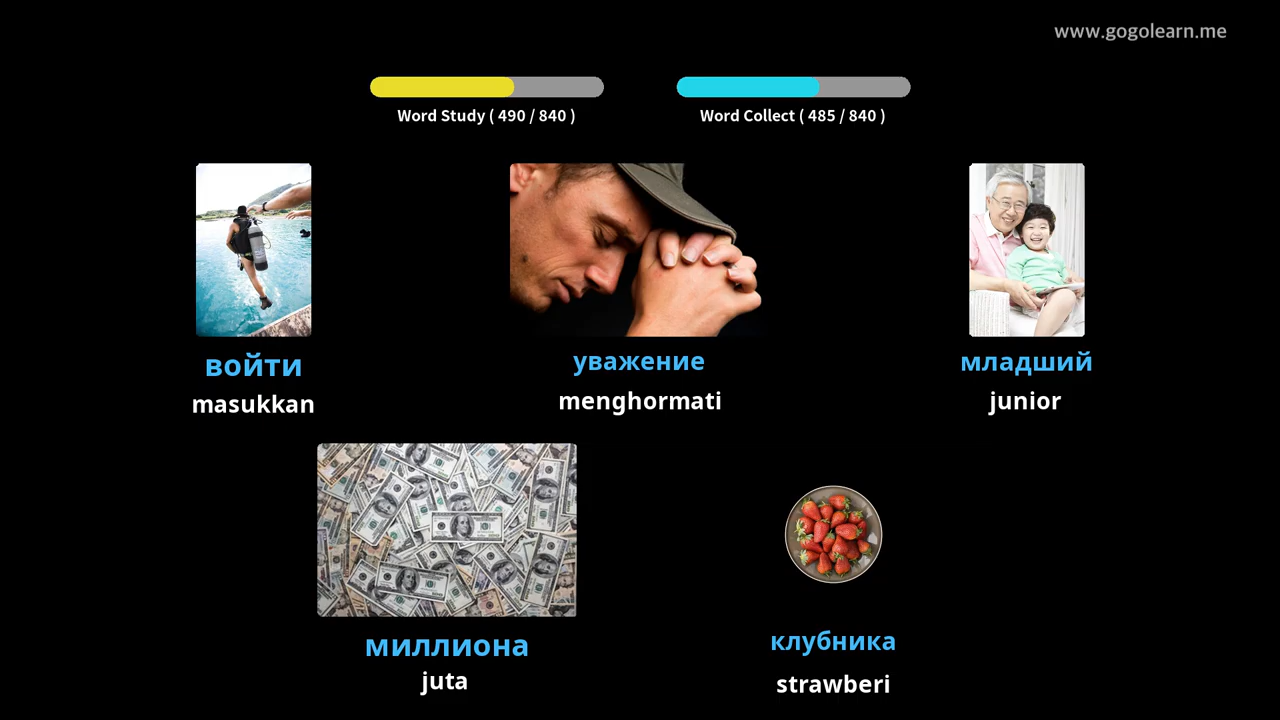 www.gogolearn.me
Word Study ( 490 / 840 )
Word Collect ( 485 / 840 )
войти
masukkan
уважение
menghormati
младший
junior
миллиона
juta
клубника
strawberi